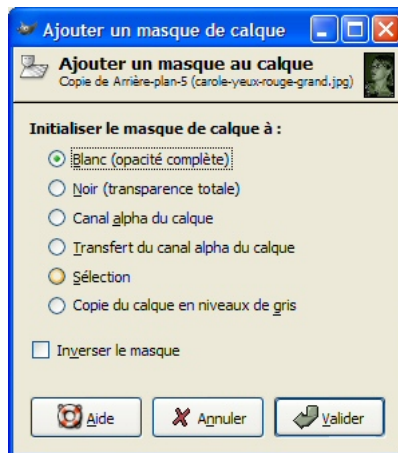 Ajouter un masque de calque
Ajouter un masque au calque
Copie de Arrière-plan-5 (carole-yeux-rouge-grand.jpg)
Initialiser le masque de calque à :
Blanc (opacité complète)
Noir (transparence totale)
Canal alpha du calque
Transfert du canal alpha du calque
Sélection
Copie du calque en niveaux de gris
Inverser le masque
Aide
Annuler
Valider